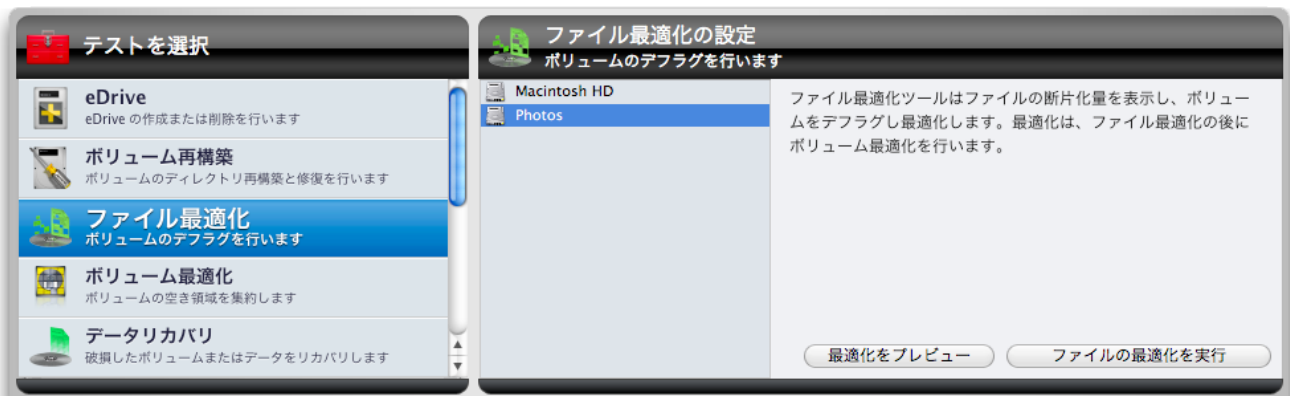 テストを選択
eDrive
eDrive の作成または削除を行います
ボリューム再構築
ボリュームのディレクトリ再構築と修復を行います
ファイル最適化
ボリュームのデフラグを行います
ボリューム最適化
ボリュームの空き領域を集約します
データリカバリ
破損したボリュームまたはデータをリカバリします
ファイル最適化の設定
ボリュームのデフラグを行います
Macintosh HD
Photos
ファイル最適化ツールはファイルの断片化量を表示し、ボリュー
ムをデフラグし最適化します。最適化は、ファイル最適化の後に
ボリューム最適化を行います。
最適化をプレビュー
ファイルの最適化を実行